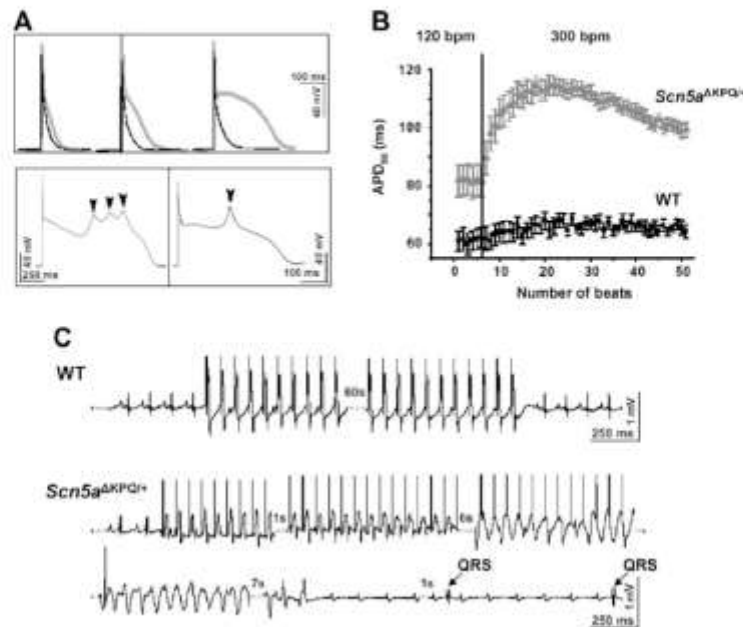 A
100 ms
40 mV
40 mV
250 ms
40 mV
100 ms
B
120 bpm
300 bpm
120
100
80
60
APD90 (ms)
Scn5aΔKPQ/+
WT
0
10
20
30
40
50
Number of beats
C
WT
60s
1 mV
250 ms
Scn5aΔKPQ/+
1s
6s
7s
1s
QRS
QRS
1 mV
250 ms